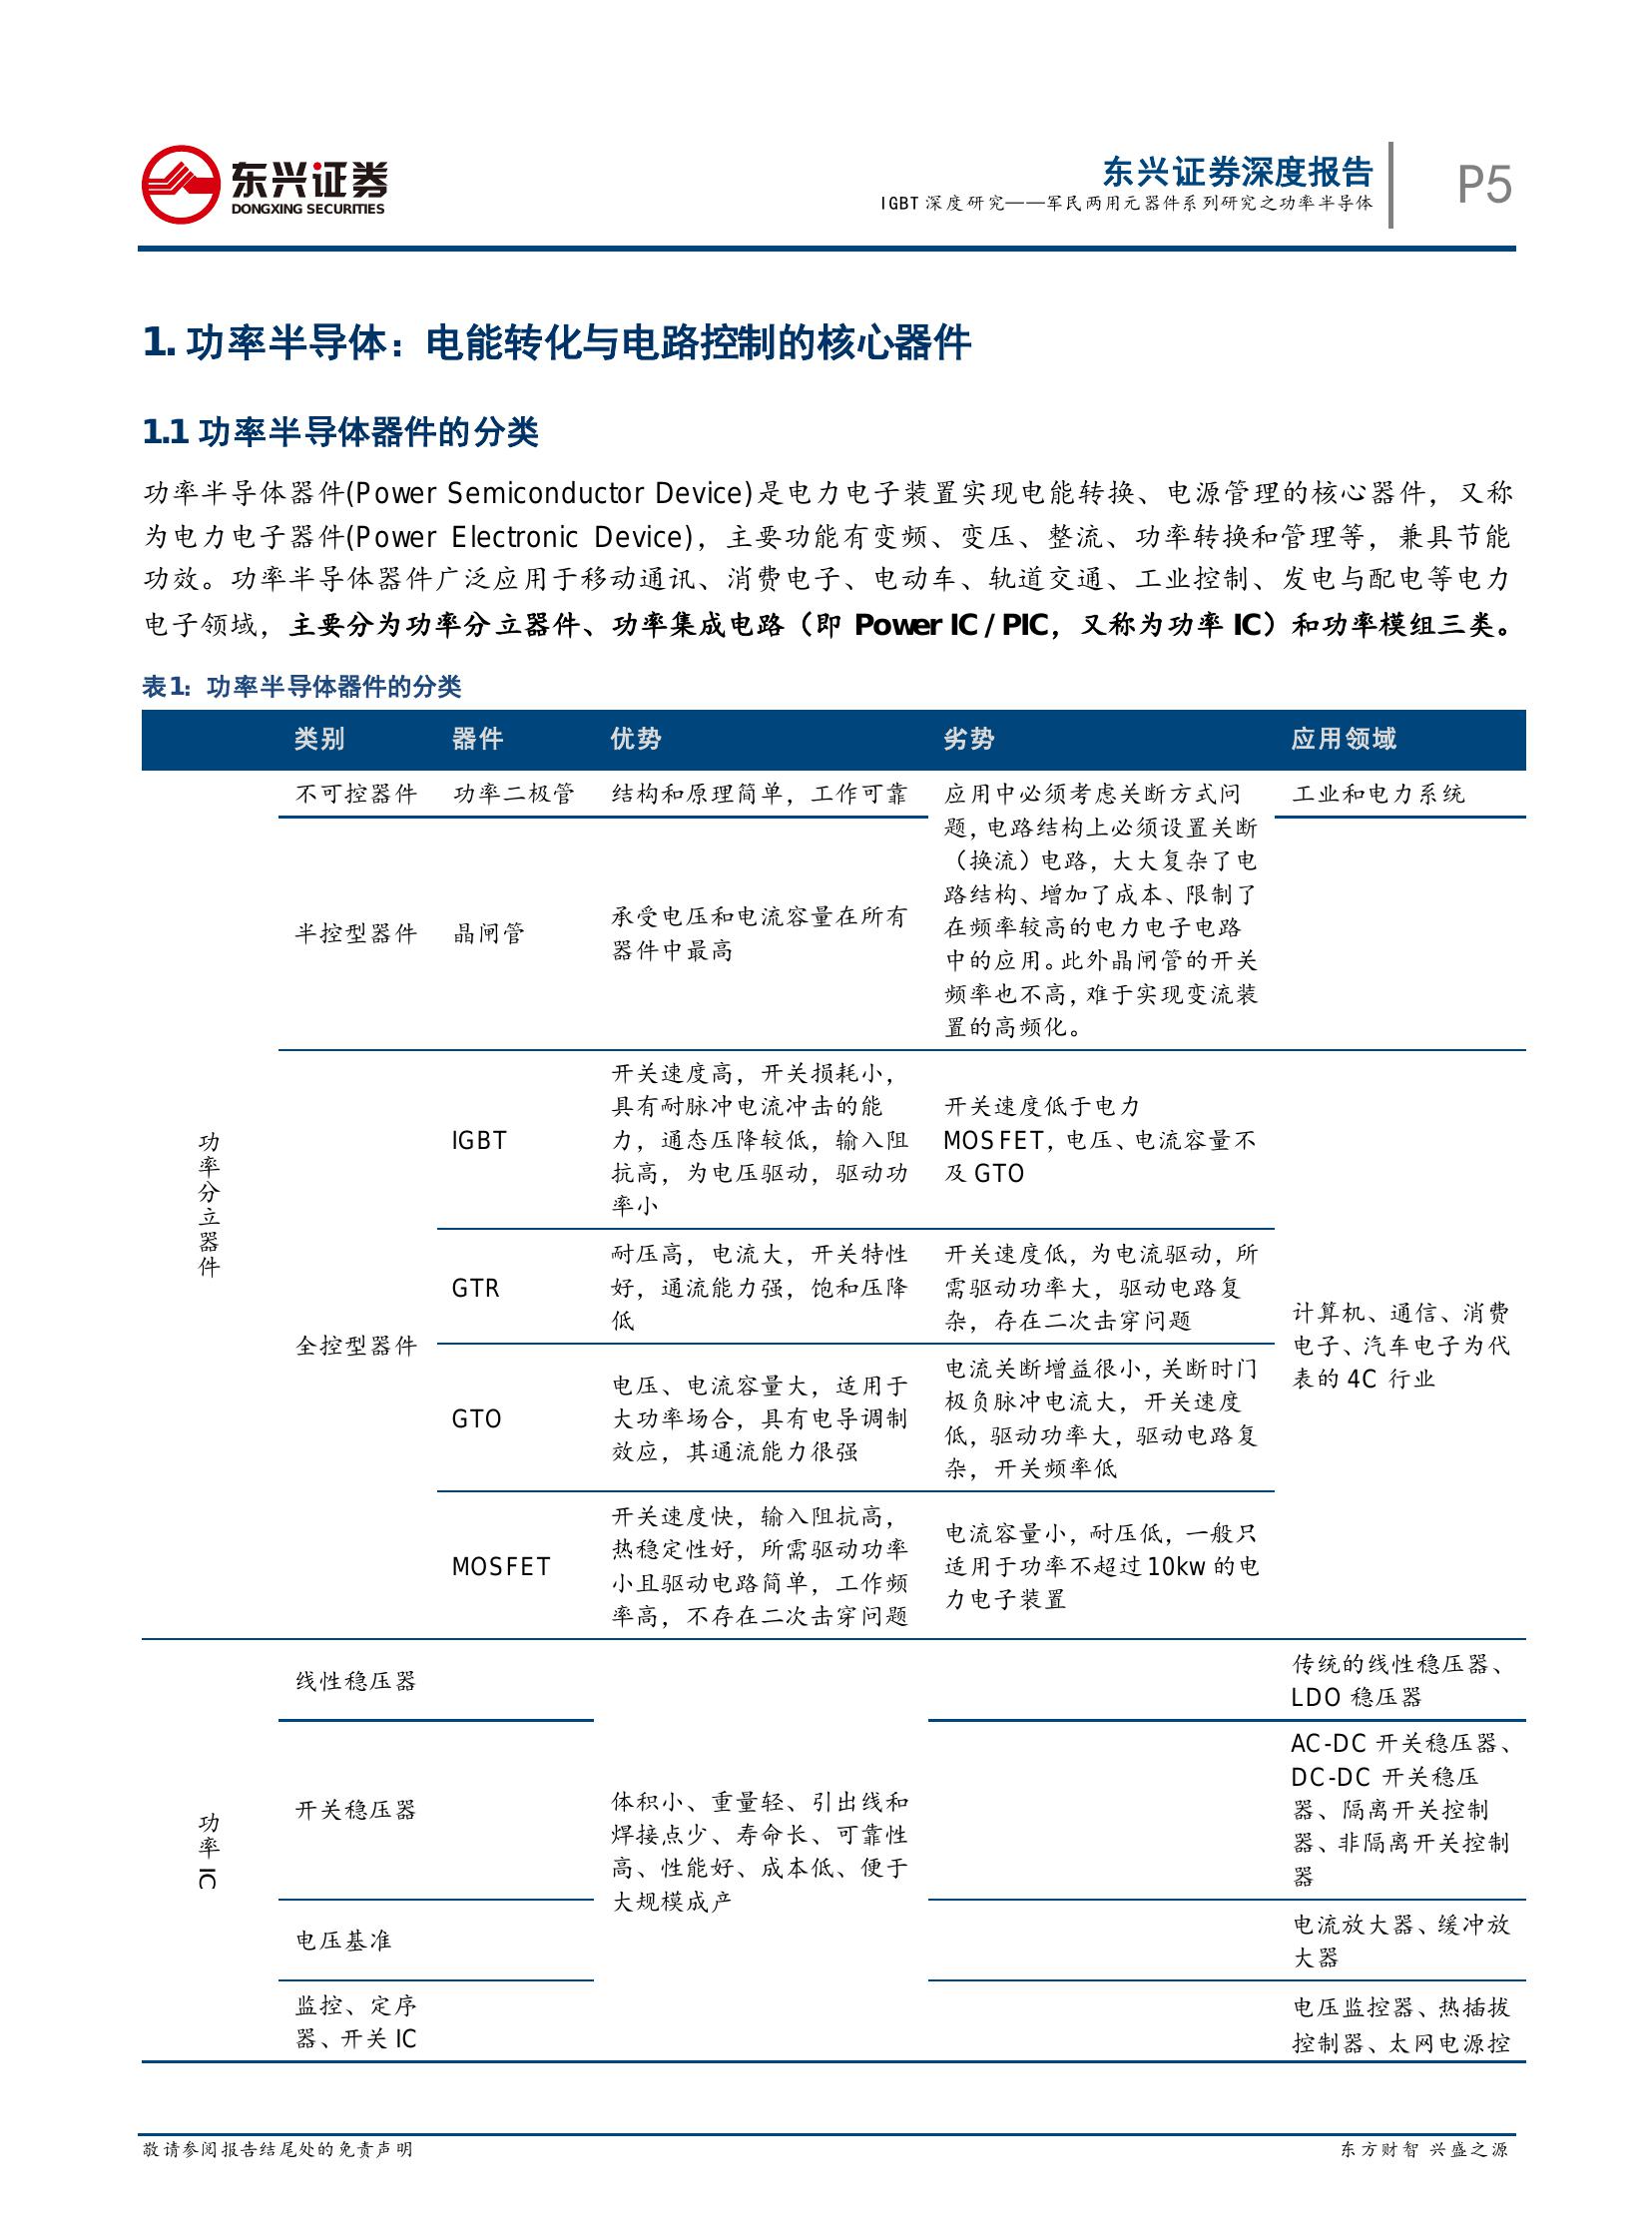 东兴证券
DONGXING SECURITIES
东兴证券深度报告
IGBT 深度研究——军民两用元器件系列研究之功率半导体
P5
1. 功率半导体：电能转化与电路控制的核心器件
1.1 功率半导体器件的分类
功率半导体器件(Power Semiconductor Device)是电力电子装置实现电能转换、电源管理的核心器件，又称
为电力电子器件(Power Electronic Device)，主要功能有变频、变压、整流、功率转换和管理等，兼具节能
功效。功率半导体器件广泛应用于移动通讯、消费电子、电动车、轨道交通、工业控制、发电与配电等电力
电子领域，主要分为功率分立器件、功率集成电路（即 Power IC / PIC，又称为功率 IC）和功率模组三类。
表1：功率半导体器件的分类
类别 器件 优势 劣势 应用领域
功率分立器件
不可控器件
功率二极管
结构和原理简单，工作可靠
应用中必须考虑关断方式问
题，电路结构上必须设置关断
（换流）电路，大大复杂了电
路结构、增加了成本、限制了
在频率较高的电力电子电路
中的应用。此外晶闸管的开关
频率也不高，难于实现变流装
置的高频化。
工业和电力系统
半控型器件
晶闸管
承受电压和电流容量在所有
器件中最高
全控型器件
IGBT
开关速度高，开关损耗小，
具有耐脉冲电流冲击的能
力，通态压降较低，输入阻
抗高，为电压驱动，驱动功
率小
开关速度低于电力
MOSFET，电压、电流容量不
及 GTO
GTR
耐压高，电流大，开关特性
好，通流能力强，饱和压降
低
开关速度低，为电流驱动，所
需驱动功率大，驱动电路复
杂，存在二次击穿问题
计算机、通信、消费
电子、汽车电子为代
表的 4C 行业
GTO
电压、电流容量大，适用于
大功率场合，具有电导调制
效应，其通流能力很强
电流关断增益很小，关断时门
极负脉冲电流大，开关速度
低，驱动功率大，驱动电路复
杂，开关频率低
MOSFET
开关速度快，输入阻抗高，
热稳定性好，所需驱动功率
小且驱动电路简单，工作频
率高，不存在二次击穿问题
电流容量小，耐压低，一般只
适用于功率不超过 10kw 的电
力电子装置
功率 IC
线性稳压器
传统的线性稳压器、
LDO 稳压器
开关稳压器
体积小、重量轻、引出线和
焊接点少、寿命长、可靠性
高、性能好、成本低、便于
大规模成产
AC-DC 开关稳压器、
DC-DC 开关稳压
器、隔离开关控制
器、非隔离开关控制
器
电压基准
电流放大器、缓冲放
大器
监控、定序
器、开关 IC
电压监控器、热插拔
控制器、太网电源控
敬请参阅报告结尾处的免责声明
东方财智 兴盛之源